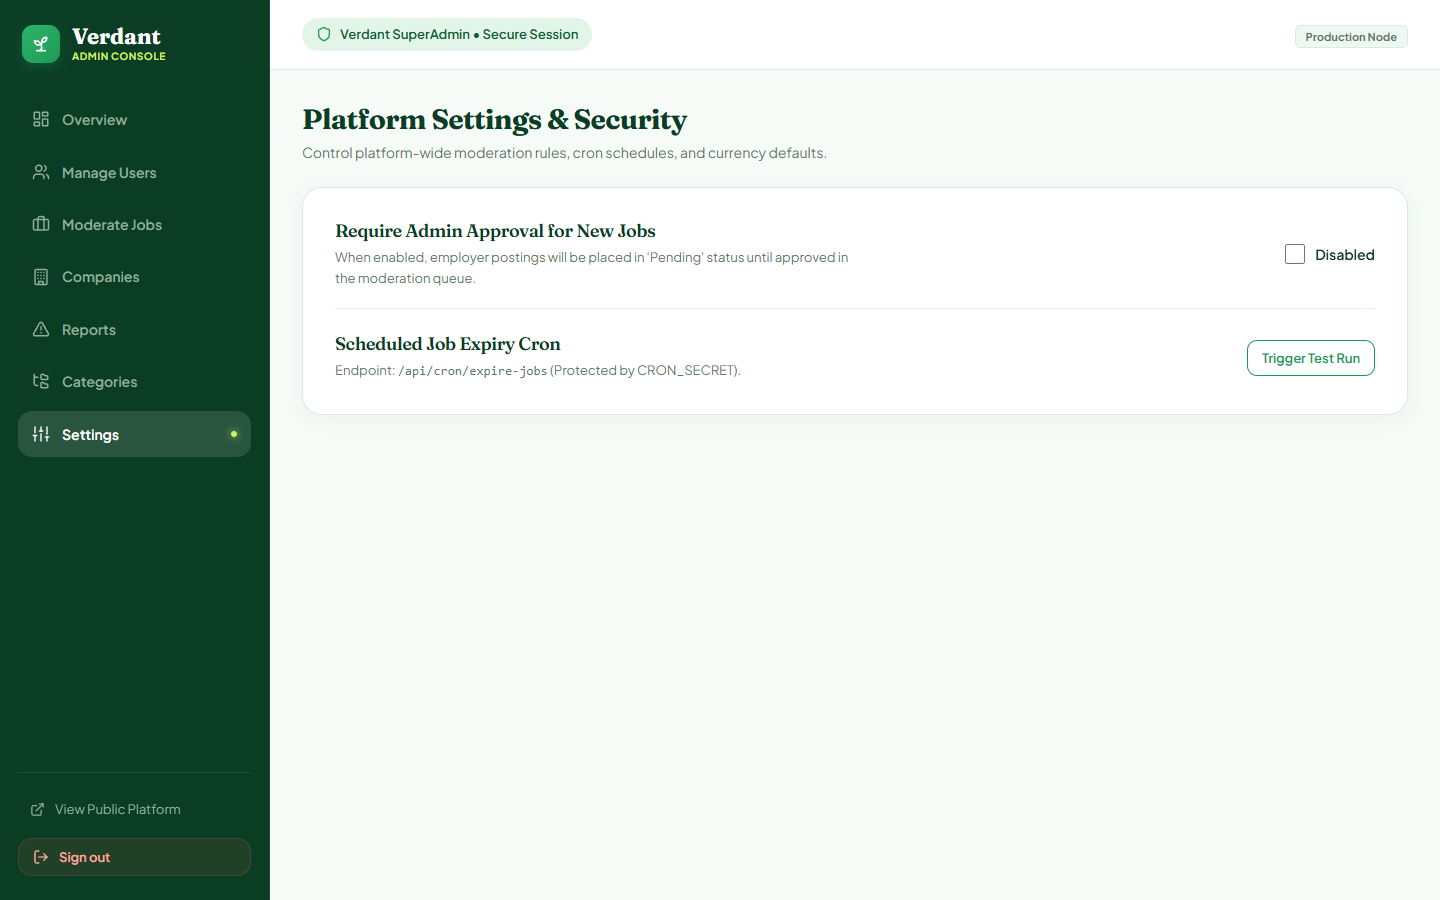 Verdant
ADMIN CONSOLE
Overview
Manage Users
Moderate Jobs
Companies
Reports
Categories
Settings
View Public Platform
Sign out
Verdant SuperAdmin • Secure Session
Production Node
Platform Settings & Security
Control platform-wide moderation rules, cron schedules, and currency defaults.
Require Admin Approval for New Jobs
When enabled, employer postings will be placed in 'Pending' status until approved in
the moderation queue.
Disabled
Scheduled Job Expiry Cron
Endpoint: /api/cron/expire-jobs (Protected by CRON_SECRET).
Trigger Test Run